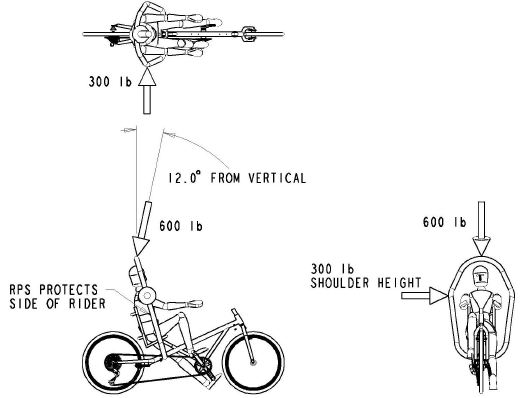 300 lb
12.0° FROM VERTICAL
600 lb
600 lb
300 lb
SHOULDER HEIGHT
RPS PROTECTS
SIDE OF RIDER